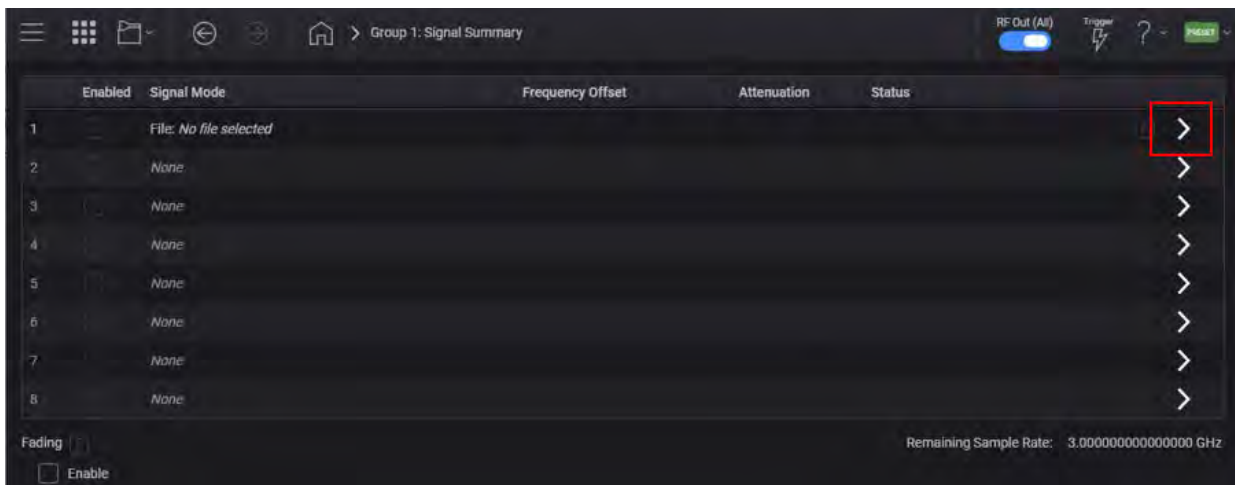 Group 1: Signal Summary
RF Out (All)
Trigger
?
PRESET
Enabled Signal Mode Frequency Offset Attenuation Status
1 File: No file selected
2 None
3 None
4 None
5 None
6 None
7 None
8 None
Fading
Remaining Sample Rate: 3.000000000000000 GHz
Enable